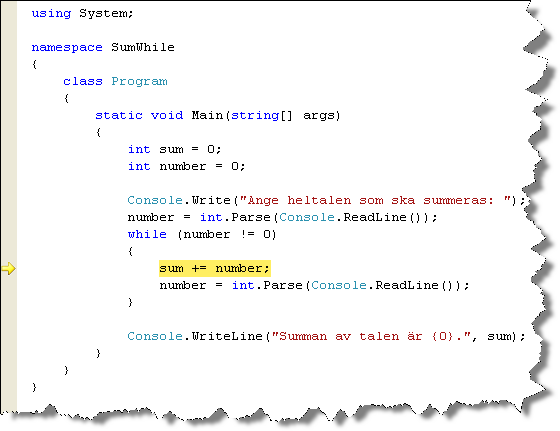 using System;
namespace SumWhile
{
class Program
{
static void Main(string[] args)
{
int sum = 0;
int number = 0;
Console.Write("Ange heltalen som ska summeras: ");
number = int.Parse(Console.ReadLine());
while (number != 0)
{
sum += number;
number = int.Parse(Console.ReadLine());
}
Console.WriteLine("Summan av talen är {0}.", sum);
}
}
}